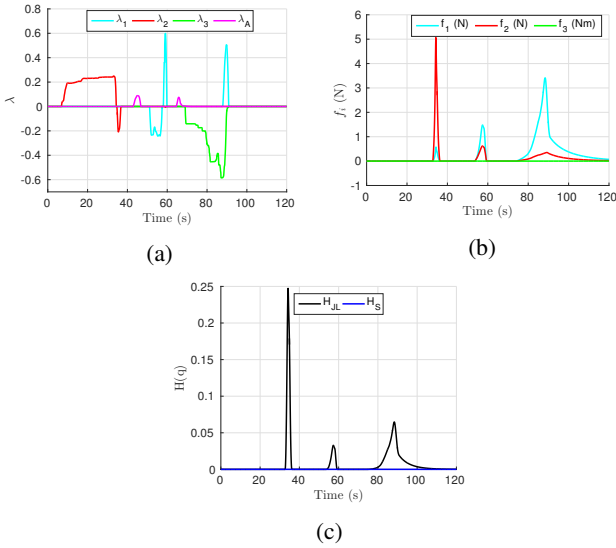 0.8
0.6
0.4
0.2
0
-0.2
-0.4
-0.6
λ
λ1 λ2 λ3 λA
0 20 40 60 80 100 120
Time (s)
(a)
6
5
4
3
2
1
0
-1
fi (N)
f1 (N) f2 (N) f3 (Nm)
0 20 40 60 80 100 120
Time (s)
(b)
0.25
0.2
0.15
0.1
0.05
0
H(q)
HJL HS
0 20 40 60 80 100 120
Time (s)
(c)